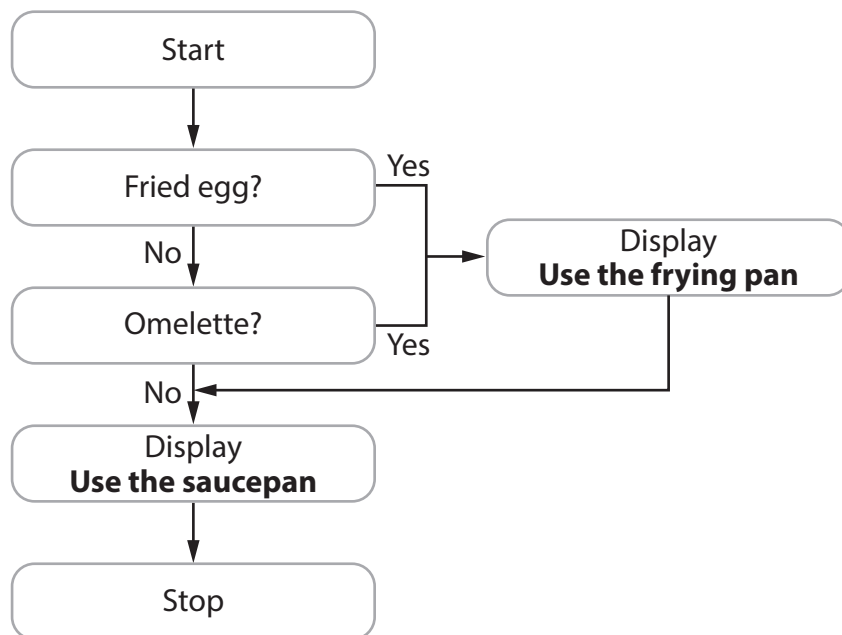 Start
Fried egg?
Yes
No
Display
Use the frying pan
Omelette?
Yes
No
Display
Use the saucepan
Stop